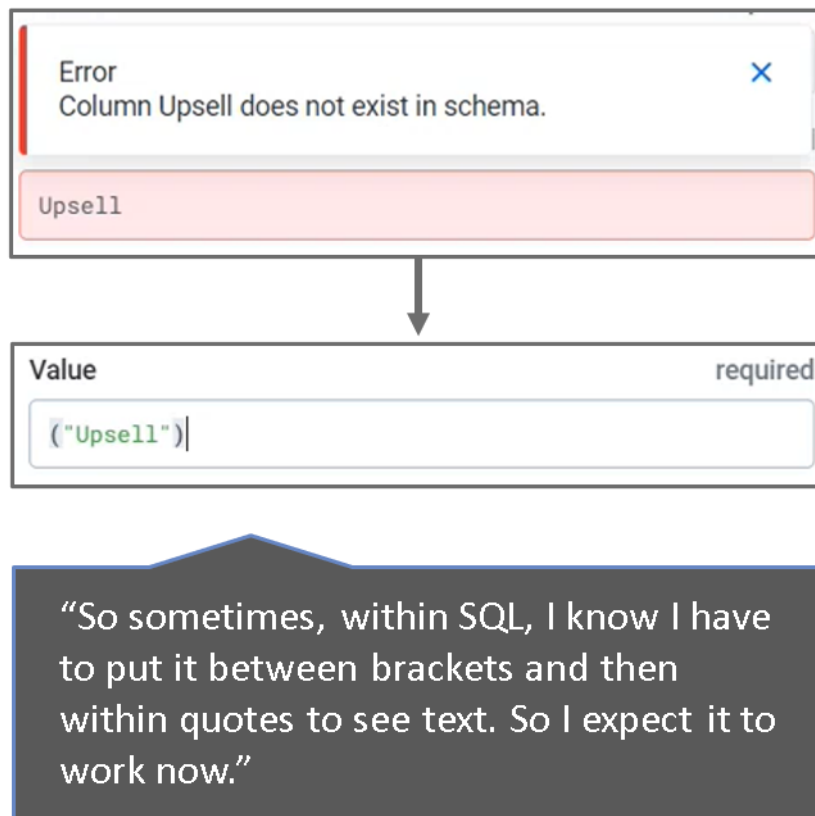 Error
Column Upsell does not exist in schema.
Upsell
Value required
("Upsell")
“So sometimes, within SQL, I know I have
to put it between brackets and then
within quotes to see text. So I expect it to
work now.”